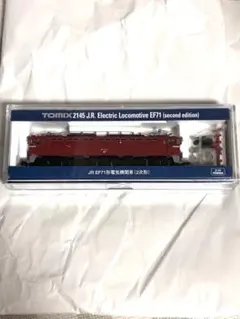 TOMIX 2145 J.R. Electric Locomotive EF71 (second edition)
JR EF71形電気機関車(2次形)